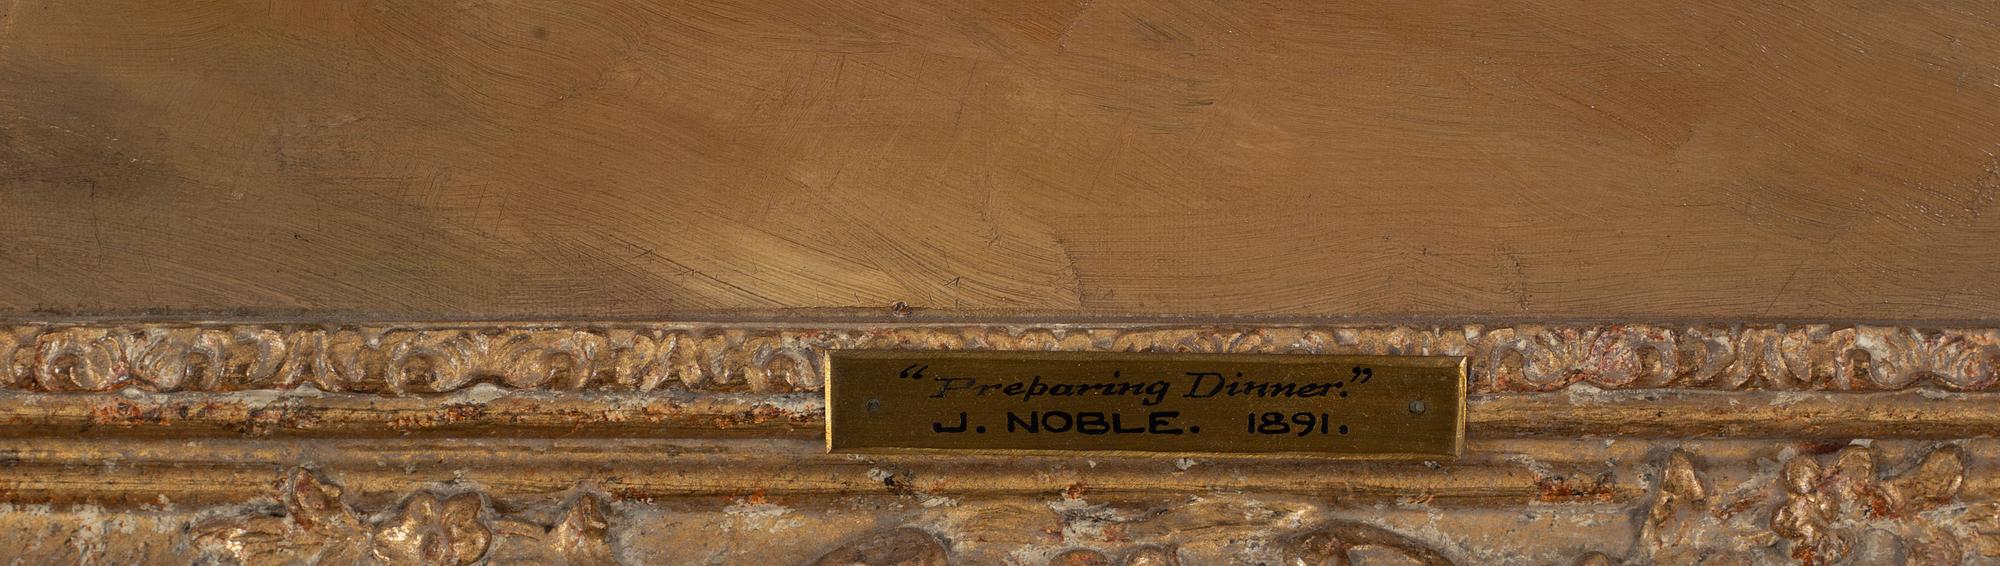 “Preparing Dinner.”
J. NOBLE. 1891.